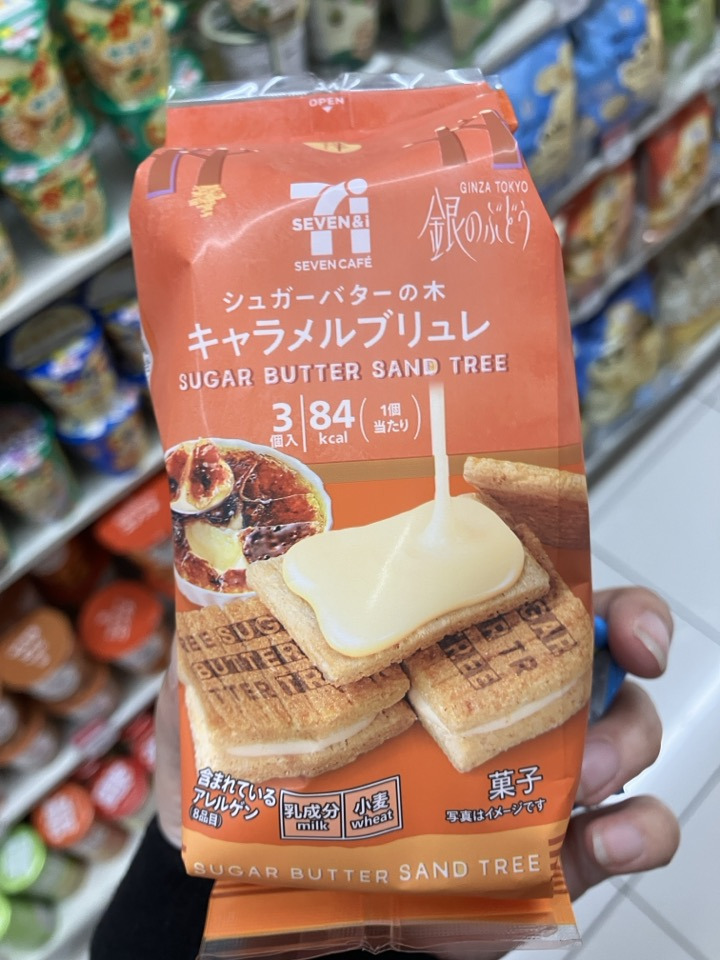 OPEN
SEVEN&i
SEVEN CAFÉ
GINZA TOKYO
銀のぶどう
シュガーバターの木
キャラメルブリュレ
SUGAR BUTTER SAND TREE
3個入
84kcal
(1個当たり)
含まれている
アレルゲン
(8品目)
乳成分
milk
小麦
wheat
菓子
写真はイメージです
SUGAR BUTTER SAND TREE